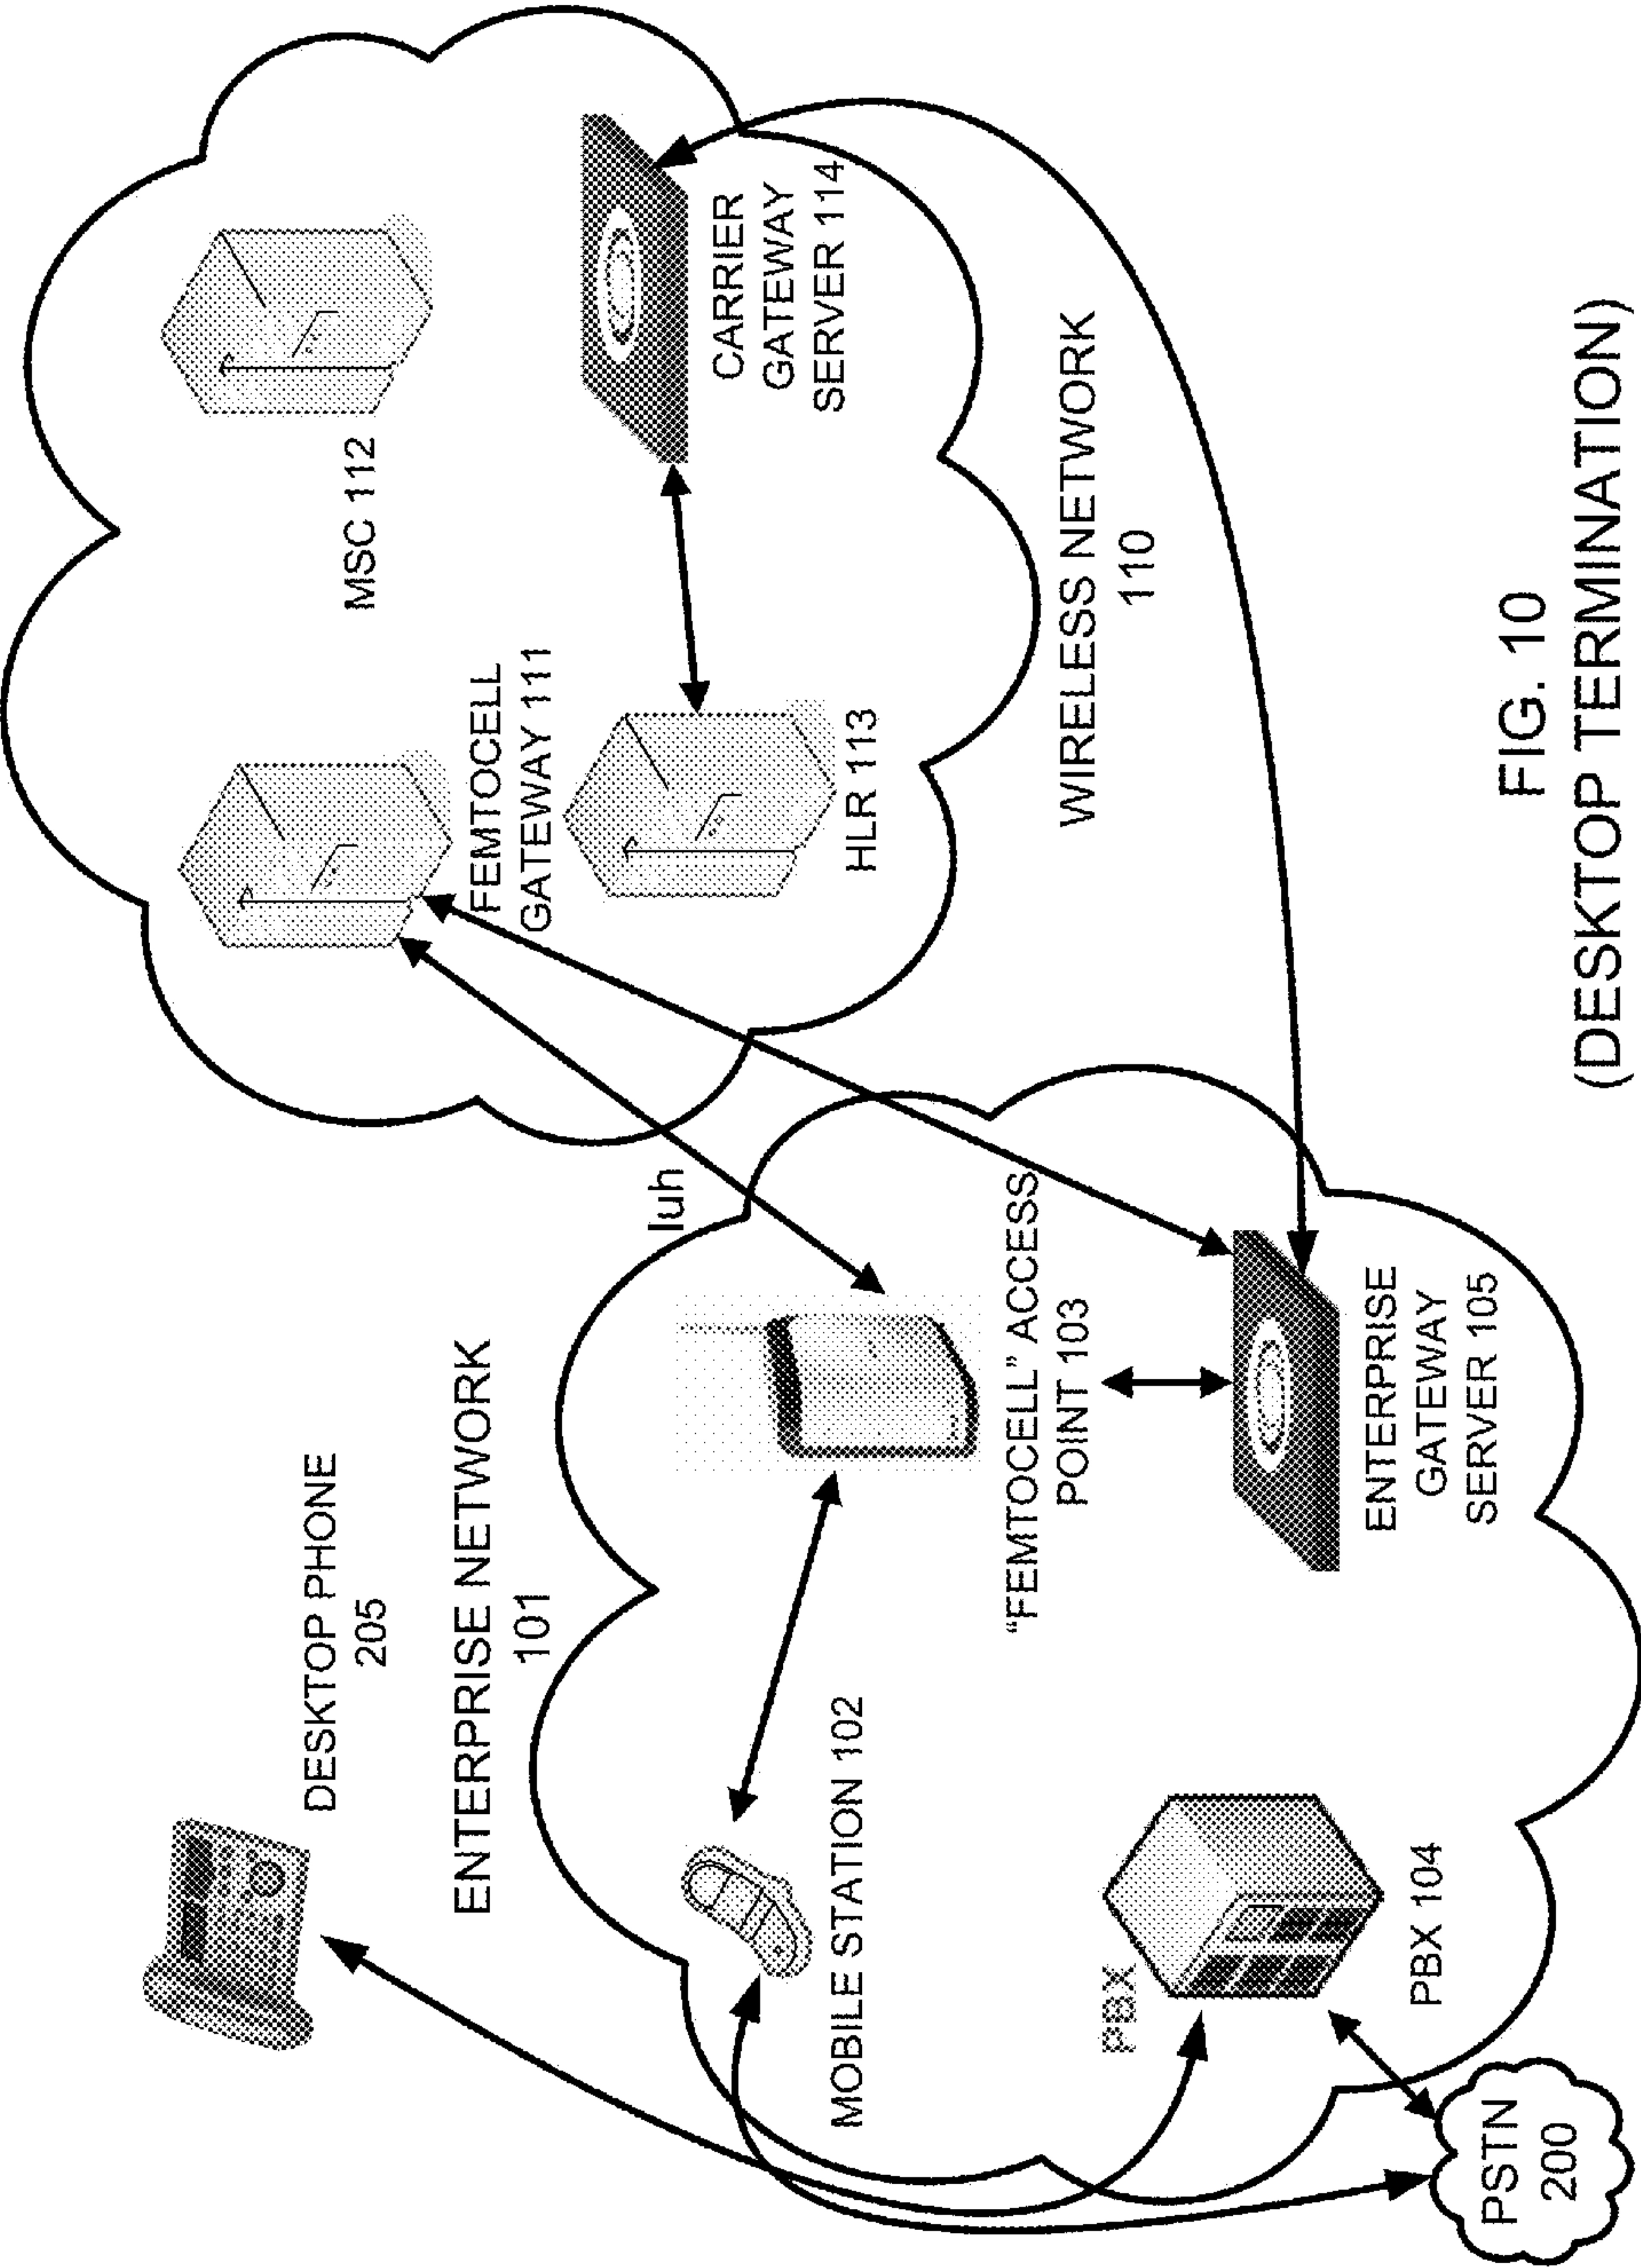 DESKTOP PHONE
205
ENTERPRISE NETWORK
101
MOBILE STATION 102
"FEMTOCELL" ACCESS
POINT 103
PBX
PBX 104
ENTERPRISE
GATEWAY
SERVER 105
PSTN
200
Iuh
FEMTOCELL
GATEWAY 111
MSC 112
HLR 113
CARRIER
GATEWAY
SERVER 114
WIRELESS NETWORK
110
FIG. 10
(DESKTOP TERMINATION)